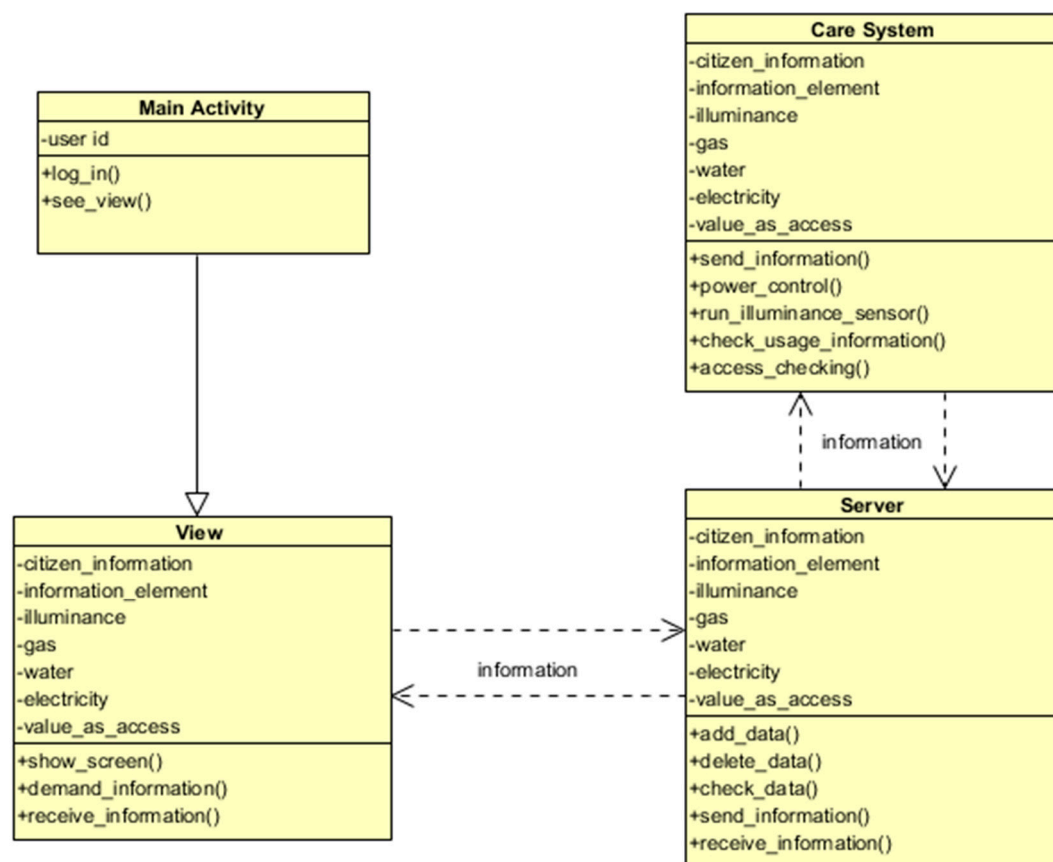 Main Activity
-user id
+log_in()
+see_view()
Care System
-citizen_information
-information_element
-illuminance
-gas
-water
-electricity
-value_as_access
+send_information()
+power_control()
+run_illuminance_sensor()
+check_usage_information()
+access_checking()
information
View
-citizen_information
-information_element
-illuminance
-gas
-water
-electricity
-value_as_access
+show_screen()
+demand_information()
+receive_information()
information
Server
-citizen_information
-information_element
-illuminance
-gas
-water
-electricity
-value_as_access
+add_data()
+delete_data()
+check_data()
+send_information()
+receive_information()